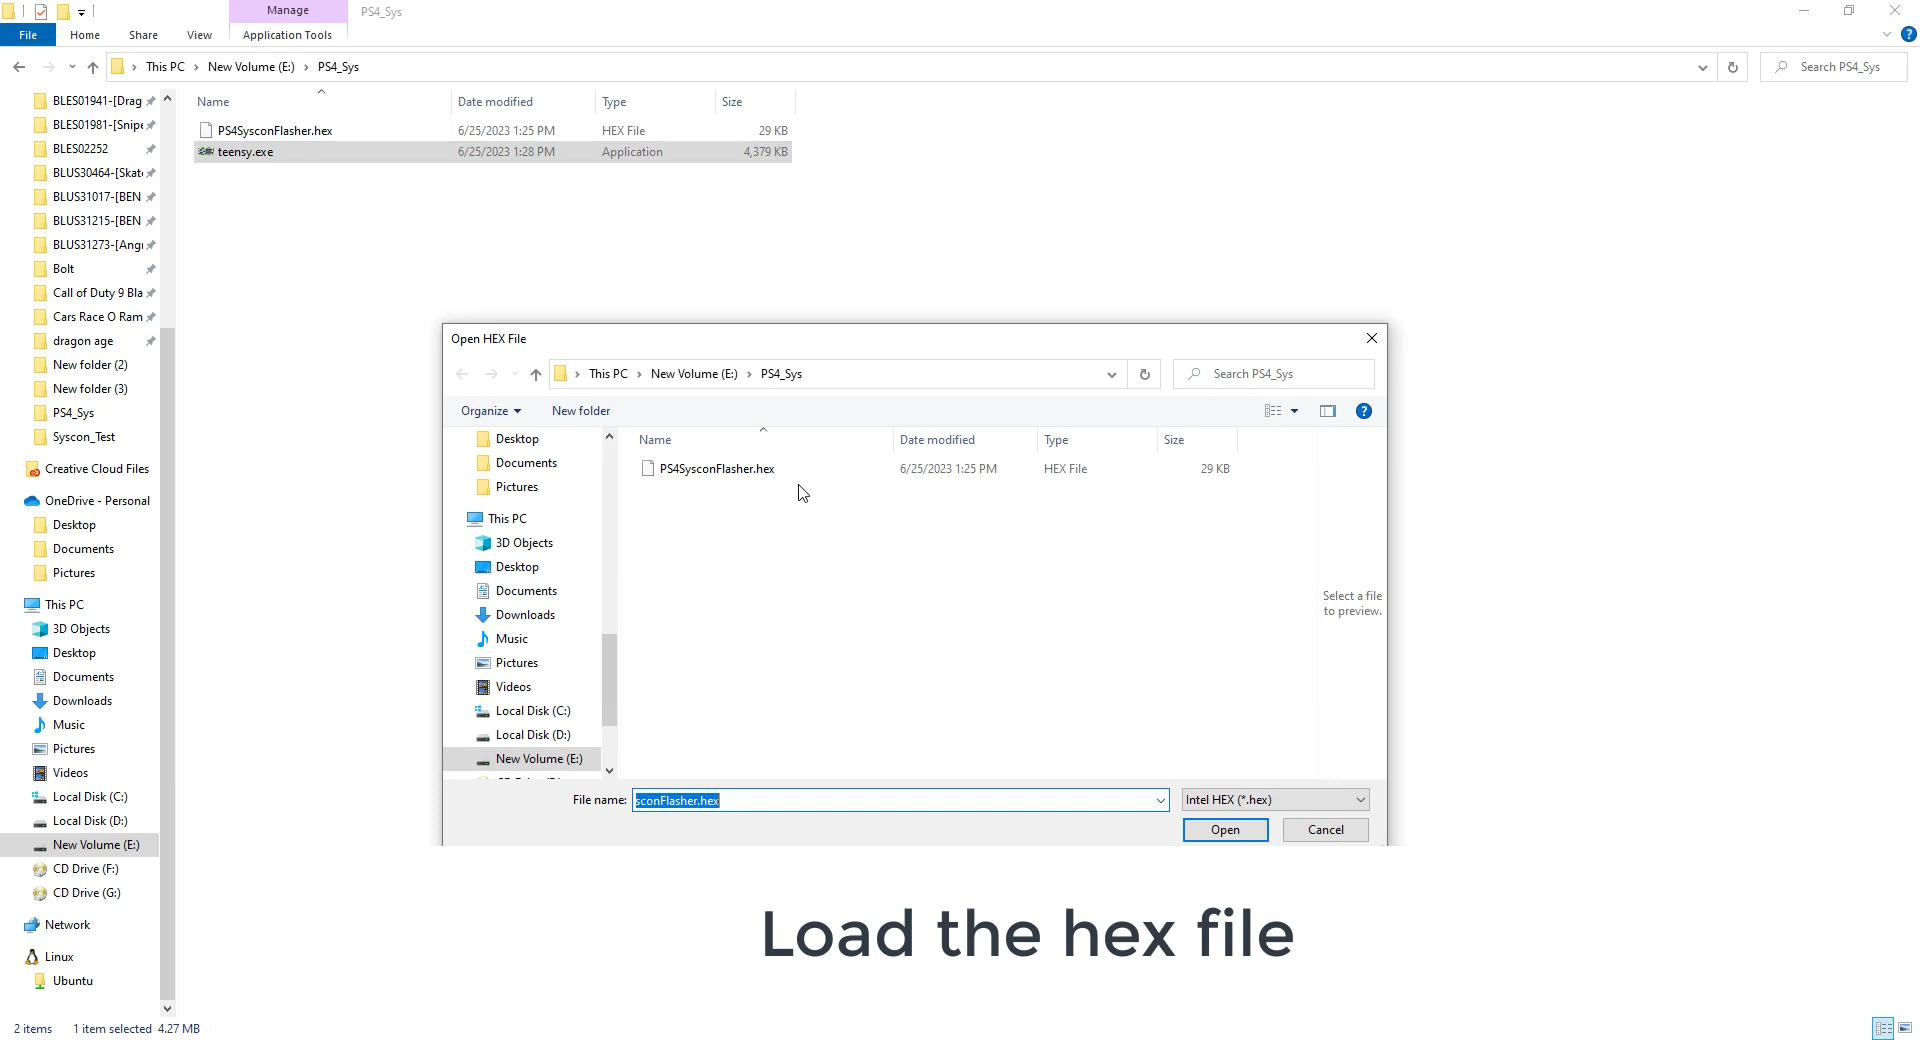 Manage
PS4_Sys
File
Home
Share
View
Application Tools
This PC
New Volume (E:)
PS4_Sys
Search PS4_Sys
BLES01941-[Drag
BLES01981-[Snipe
BLES02252
BLUS30464-[Skat
BLUS31017-[BEN
BLUS31215-[BEN
BLUS31273-[Angr
Bolt
Call of Duty 9 Bla
Cars Race O Ram
dragon age
New folder (2)
New folder (3)
PS4_Sys
Syscon_Test
Creative Cloud Files
OneDrive - Personal
Desktop
Documents
Pictures
This PC
3D Objects
Desktop
Documents
Downloads
Music
Pictures
Videos
Local Disk (C:)
Local Disk (D:)
New Volume (E:)
CD Drive (F:)
CD Drive (G:)
Network
Linux
Ubuntu
Name Date modified Type Size
PS4SysconFlasher.hex 6/25/2023 1:25 PM HEX File 29 KB
teensy.exe 6/25/2023 1:28 PM Application 4,379 KB
Open HEX File
This PC
New Volume (E:)
PS4_Sys
Search PS4_Sys
Organize
New folder
Desktop
Documents
Pictures
This PC
3D Objects
Desktop
Documents
Downloads
Music
Pictures
Videos
Local Disk (C:)
Local Disk (D:)
New Volume (E:)
Name Date modified Type Size
PS4SysconFlasher.hex 6/25/2023 1:25 PM HEX File 29 KB
Select a file
to preview.
File name: sconFlasher.hex
Intel HEX (*.hex)
Open
Cancel
Load the hex file
2 items 1 item selected 4.27 MB